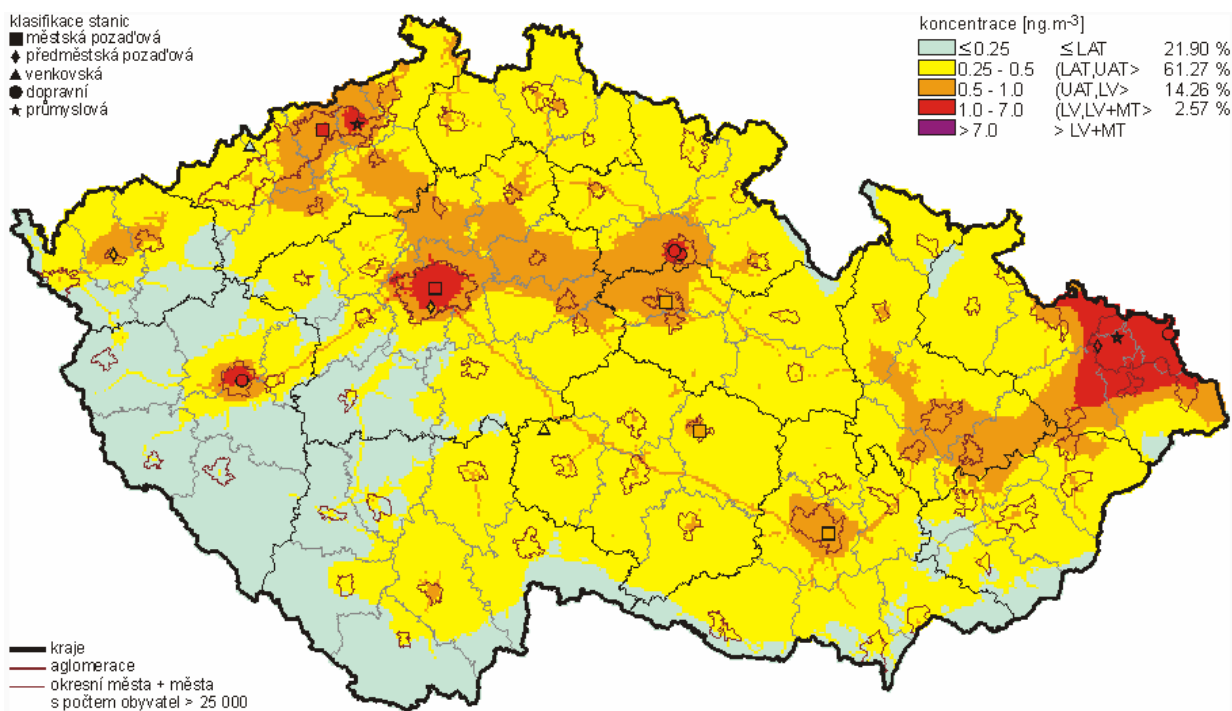 klasifikace stanic
městská pozaďová
předměstská pozaďová
venkovská
dopravní
průmyslová
koncentrace [ng.m-3]
≤0.25 ≤LAT 21.90 %
0.25 - 0.5 (LAT,UAT> 61.27 %
0.5 - 1.0 (UAT,LV> 14.26 %
1.0 - 7.0 (LV,LV+MT> 2.57 %
>7.0 > LV+MT
kraje
aglomerace
okresní města + města
s počtem obyvatel > 25 000